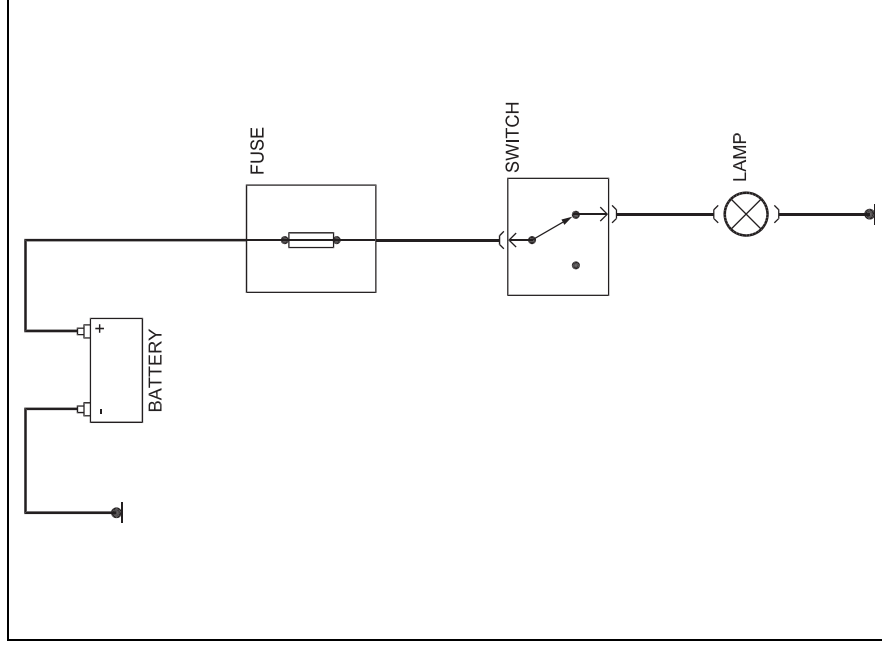 FUSE
SWITCH
LAMP
+
-
BATTERY